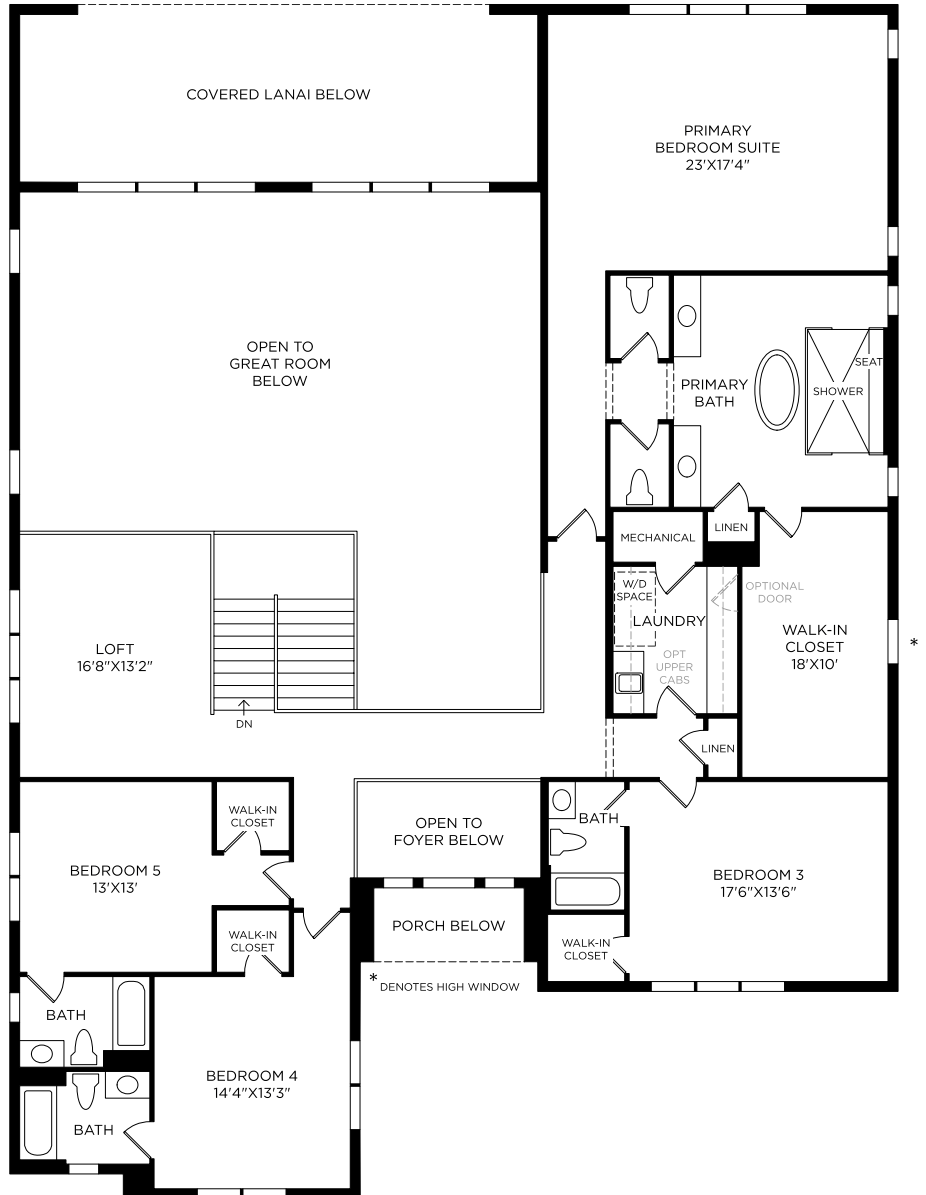 COVERED LANAI BELOW
PRIMARY
BEDROOM SUITE
23'X17'4"
OPEN TO
GREAT ROOM
BELOW
PRIMARY
BATH
SEAT
SHOWER
MECHANICAL
LINEN
W/D
SPACE
LAUNDRY
OPT
UPPER
CABS
OPTIONAL
DOOR
WALK-IN
CLOSET
18'X10'
*
LOFT
16'8"X13'2"
DN
LINEN
WALK-IN
CLOSET
OPEN TO
FOYER BELOW
BATH
BEDROOM 5
13'X13'
BEDROOM 3
17'6"X13'6"
WALK-IN
CLOSET
PORCH BELOW
WALK-IN
CLOSET
* DENOTES HIGH WINDOW
BATH
BEDROOM 4
14'4"X13'3"
BATH